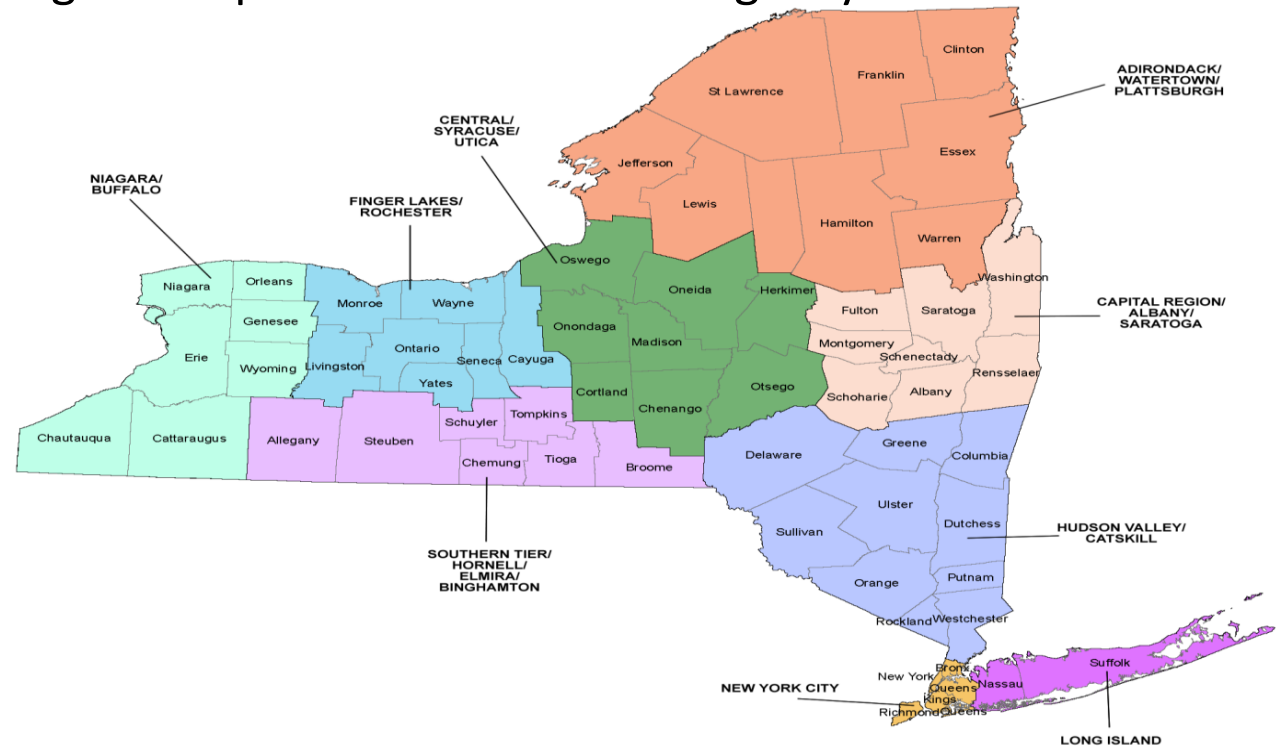 Clinton
Franklin
St Lawrence
ADIRONDACK/
WATERTOWN/
PLATTSBURGH
CENTRAL/
SYRACUSE/
UTICA
Essex
Jefferson
NIAGARA/
BUFFALO
FINGER LAKES/
ROCHESTER
Lewis
Hamilton
Warren
Oswego
Washington
Niagara
Orleans
Oneida
Herkimer
Monroe
Wayne
Fulton
Saratoga
CAPITAL REGION/
ALBANY/
SARATOGA
Genesee
Onondaga
Madison
Montgomery
Erie
Ontario
Schenectady
Wyoming
Livingston
Seneca
Cayuga
Rensselaer
Yates
Otsego
Cortland
Albany
Schoharie
Chenango
Tompkins
Schuyler
Chautauqua
Cattaraugus
Allegany
Steuben
Greene
Delaware
Columbia
Chemung
Tioga
Broome
Ulster
Dutchess
Sullivan
HUDSON VALLEY/
CATSKILL
SOUTHERN TIER/
HORNELL/
ELMIRA/
BINGHAMTON
Orange
Putnam
Rockland
Westchester
Suffolk
Bronx
New York
Nassau
Queens
NEW YORK CITY
Kings
Richmond
Queens
LONG ISLAND